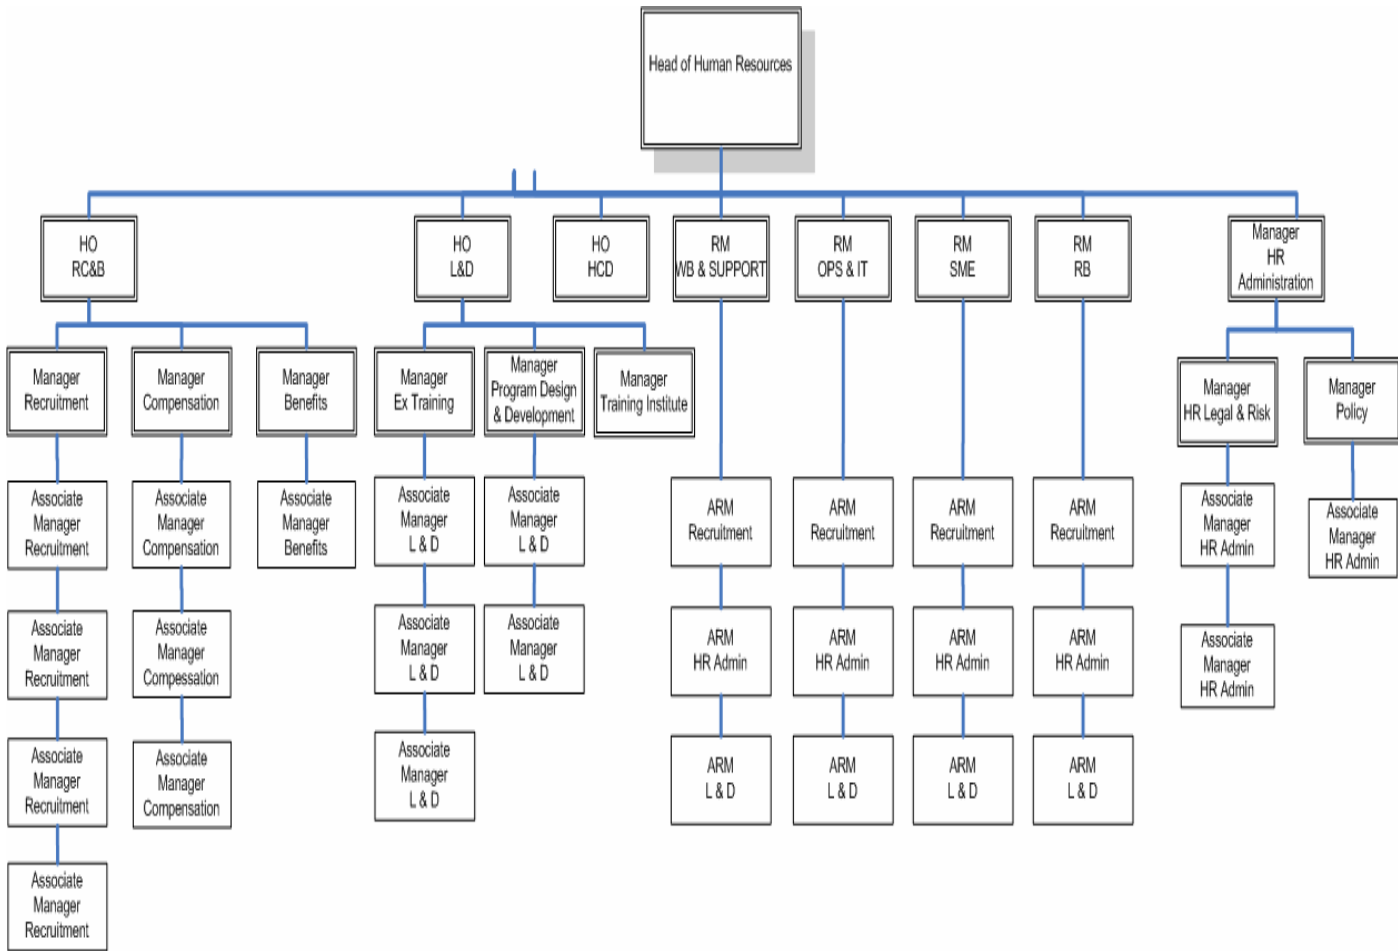 Head of Human Resources
HO
RC&B
HO
L&D
HO
HCD
RM
WB & SUPPORT
RM
OPS & IT
RM
SME
RM
RB
Manager
HR
Administration
Manager
Recruitment
Manager
Compensation
Manager
Benefits
Manager
Ex Training
Manager
Program Design
& Development
Manager
Training Institute
Manager
HR Legal & Risk
Manager
Policy
Associate
Manager
Recruitment
Associate
Manager
Compensation
Associate
Manager
Benefits
Associate
Manager
L & D
Associate
Manager
L & D
ARM
Recruitment
ARM
Recruitment
ARM
Recruitment
ARM
Recruitment
Associate
Manager
HR Admin
Associate
Manager
HR Admin
Associate
Manager
Recruitment
Associate
Manager
Compessation
Associate
Manager
L & D
Associate
Manager
L & D
ARM
HR Admin
ARM
HR Admin
ARM
HR Admin
ARM
HR Admin
Associate
Manager
HR Admin
Associate
Manager
Recruitment
Associate
Manager
Compensation
Associate
Manager
L & D
ARM
L & D
ARM
L & D
ARM
L & D
ARM
L & D
Associate
Manager
Recruitment